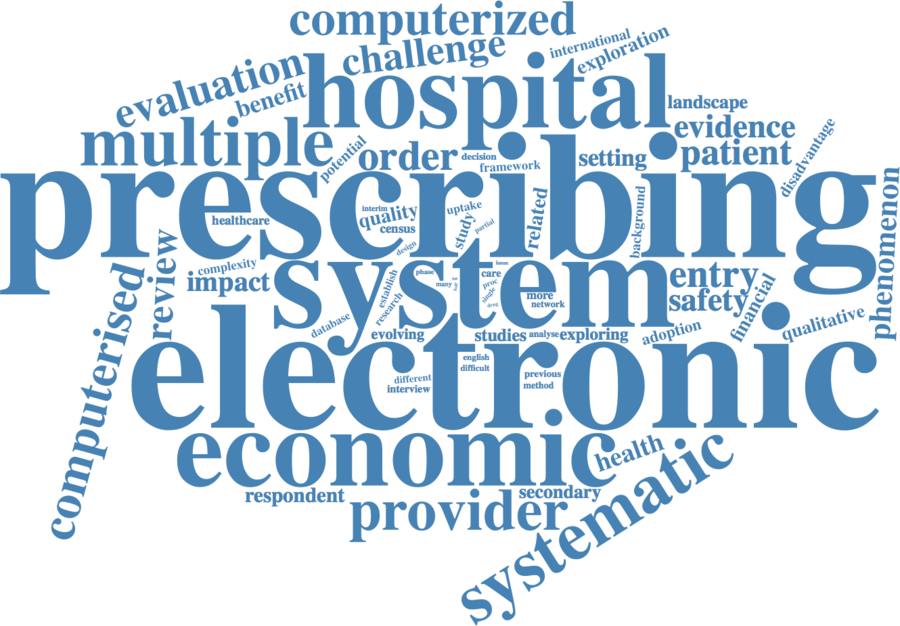 computerized
international
exploration
challenge
evaluation
benefit
hospital
landscape
evidence
disadvantage
multiple
potential
order
decision
framework
setting
patient
prescribing
phenomenon
healthcare
interim
quality
census
uptake
study
partial
related
background
design
review
complexity
impact
system
establish
research
phase
many
issue
care
proc
single
drug
more
network
entry
safety
financial
computerised
database
evolving
studies
analyse
exploring
adoption
qualitative
electronic
english
difficult
different
interview
previous
method
economic
health
respondent
secondary
provider
systematic